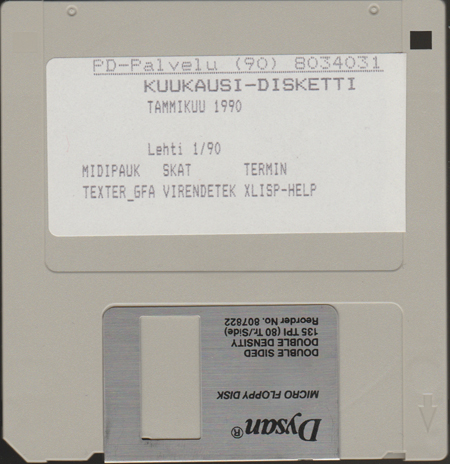 PD-Palvelu (90) 8034031
KUUKAUSI-DISKETTI
TAMMIKUU 1990
Lehti 1/90
MIDIPAUK SKAT TERMIN
TEXTER_GFA VIRENDETEK XLISP-HELP
Dysan®
MICRO FLOPPY DISK
DOUBLE SIDED
DOUBLE DENSITY
135 TPI (80 Tr./Side)
Reorder No. 807822